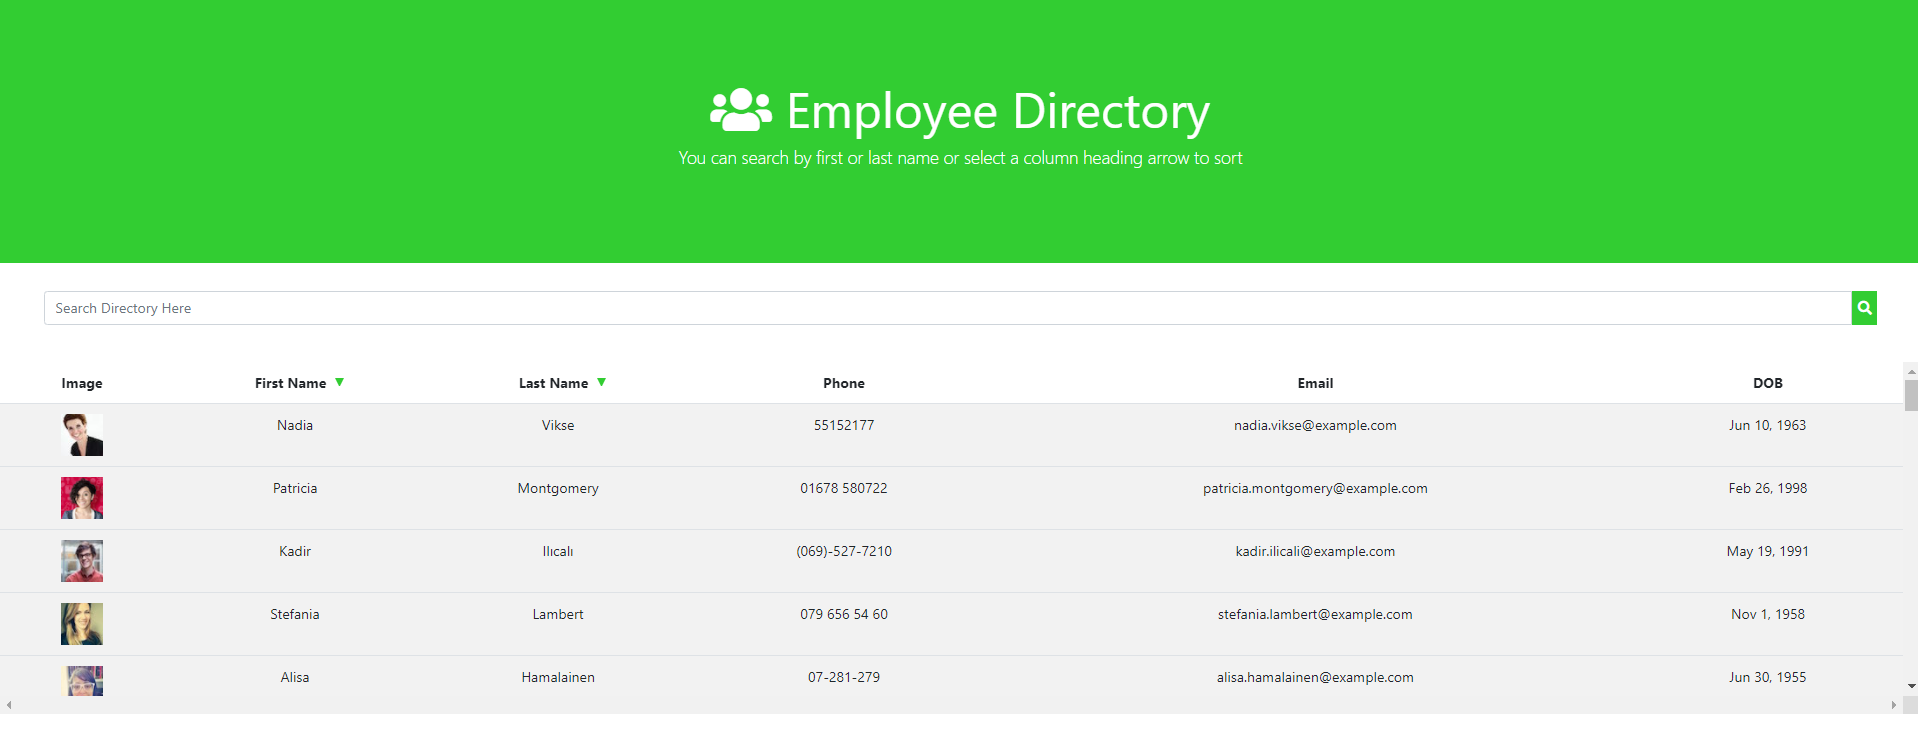 Employee Directory
You can search by first or last name or select a column heading arrow to sort
Search Directory Here
Image First Name ▼ Last Name ▼ Phone Email DOB
Nadia Vikse 55152177 nadia.vikse@example.com Jun 10, 1963
Patricia Montgomery 01678 580722 patricia.montgomery@example.com Feb 26, 1998
Kadir Ilıcalı (069)-527-7210 kadir.ilicali@example.com May 19, 1991
Stefania Lambert 079 656 54 60 stefania.lambert@example.com Nov 1, 1958
Alisa Hamalainen 07-281-279 alisa.hamalainen@example.com Jun 30, 1955